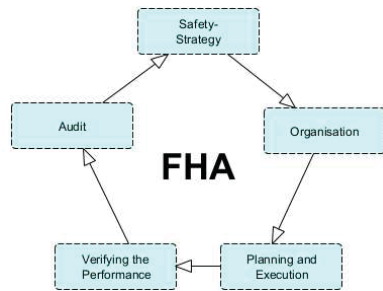 Safety-
Strategy
Organisation
Audit
FHA
Verifying the
Performance
Planning and
Execution